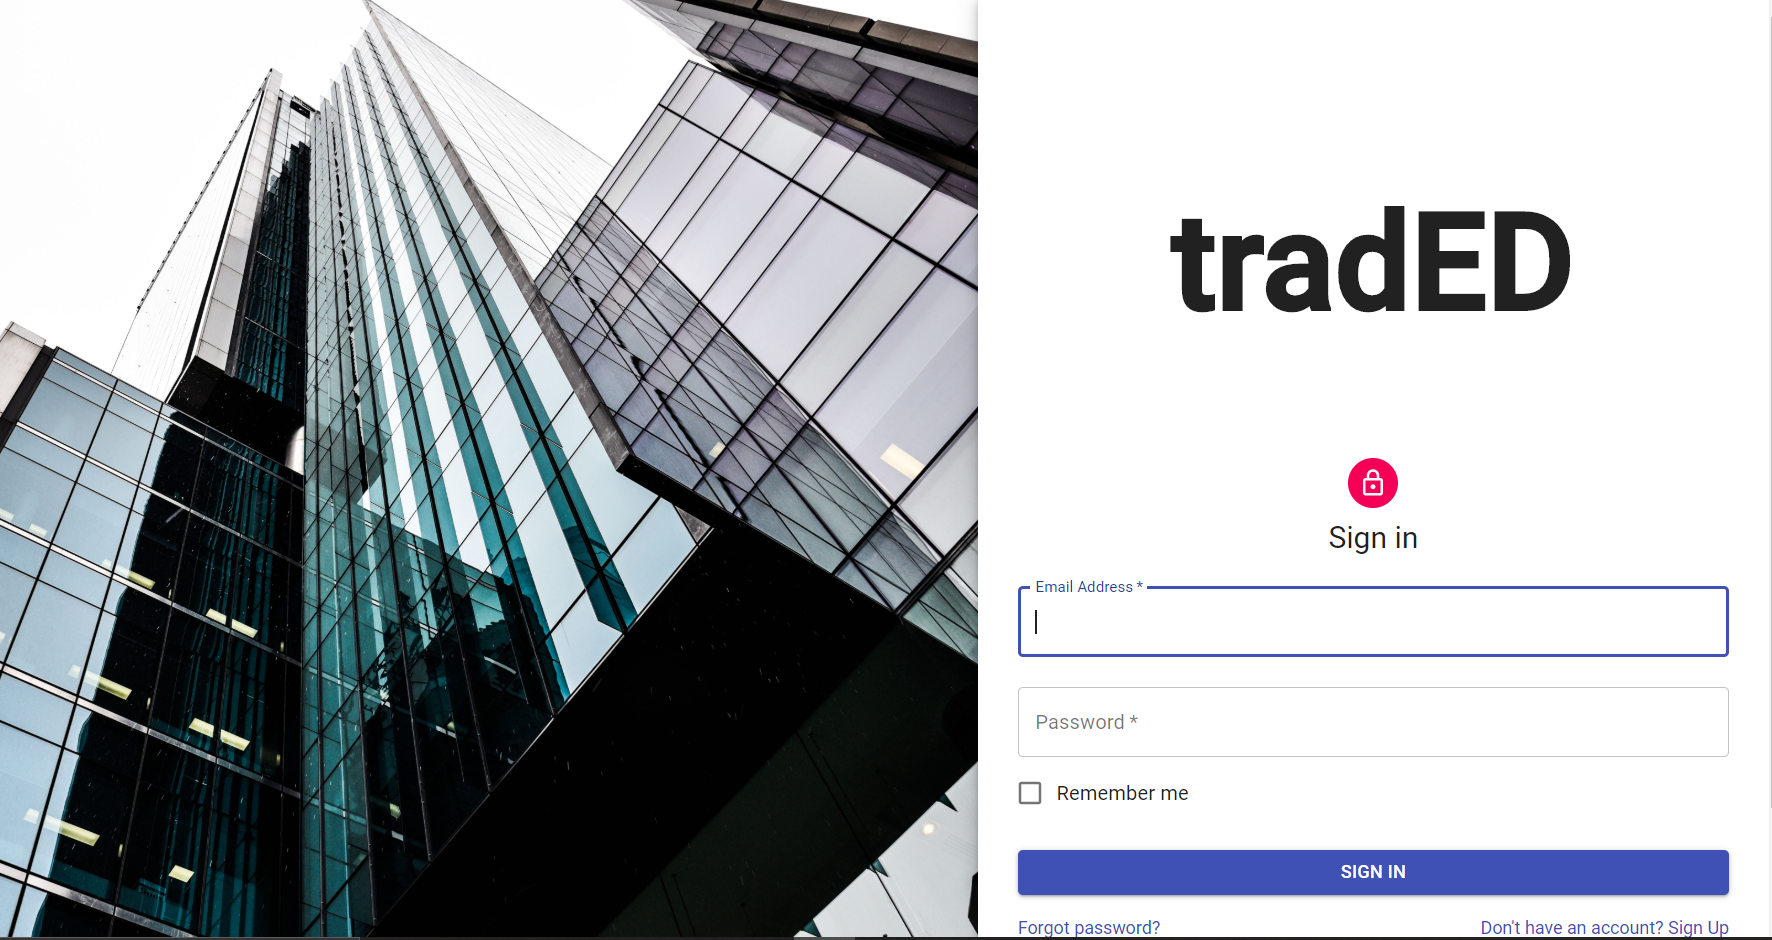 tradED
Sign in
Email Address *
Password *
Remember me
SIGN IN
Forgot password?
Don't have an account? Sign Up